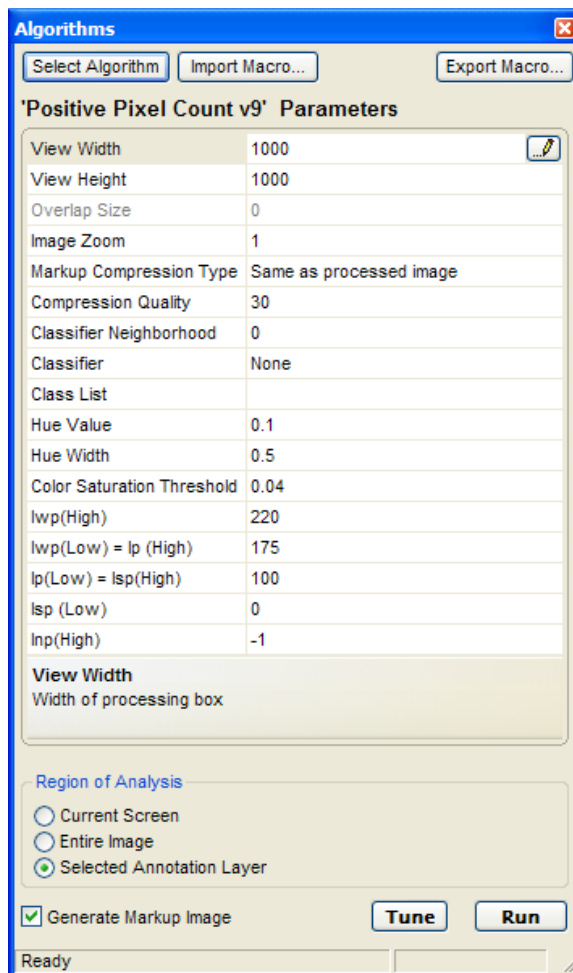 Algorithms
Select Algorithm Import Macro... Export Macro...
'Positive Pixel Count v9' Parameters
View Width 1000
View Height 1000
Overlap Size 0
Image Zoom 1
Markup Compression Type Same as processed image
Compression Quality 30
Classifier Neighborhood 0
Classifier None
Class List
Hue Value 0.1
Hue Width 0.5
Color Saturation Threshold 0.04
Iwp(High) 220
Iwp(Low) = Ip (High) 175
Ip(Low) = Isp(High) 100
Isp (Low) 0
Inp(High) -1
View Width
Width of processing box
Region of Analysis
Current Screen
Entire Image
Selected Annotation Layer
Generate Markup Image Tune Run
Ready